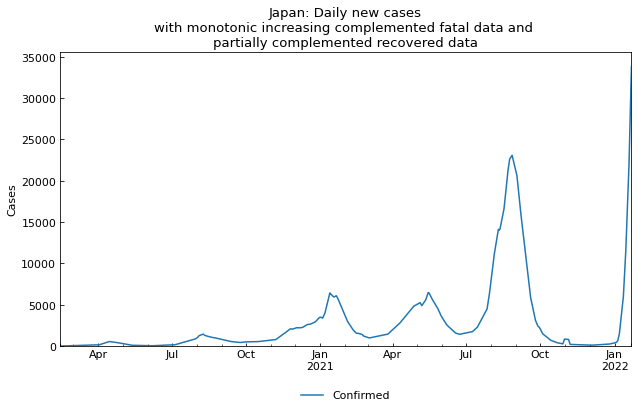 Japan: Daily new cases
with monotonic increasing complemented fatal data and
partially complemented recovered data
35000
30000
25000
20000
15000
10000
5000
0
Cases
Apr Jul Oct Jan Apr Jul Oct Jan
2021 2022
Confirmed